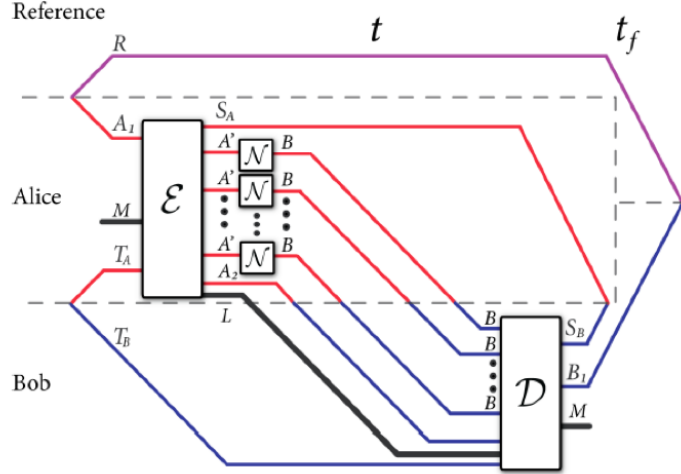 Reference
R
t
t_f
A_1
S_A
A'
N
B
A'
N
B
Alice
M
E
T_A
A'
N
B
A_2
L
T_B
B
B
B
S_B
B_1
Bob
D
M